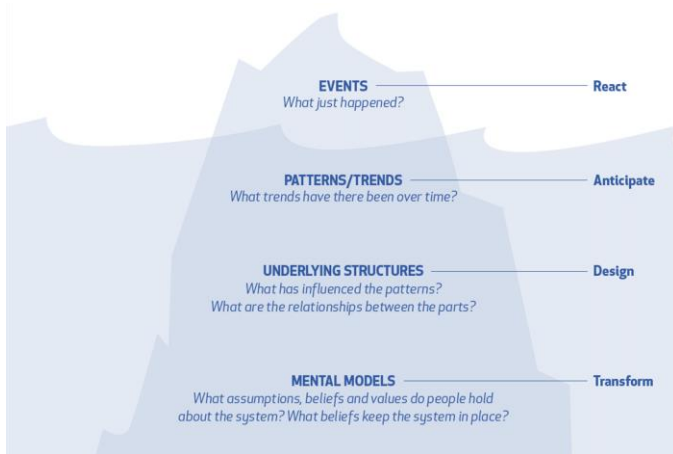 EVENTS React
What just happened?
PATTERNS/TRENDS Anticipate
What trends have there been over time?
UNDERLYING STRUCTURES Design
What has influenced the patterns?
What are the relationships between the parts?
MENTAL MODELS Transform
What assumptions, beliefs and values do people hold
about the system? What beliefs keep the system in place?